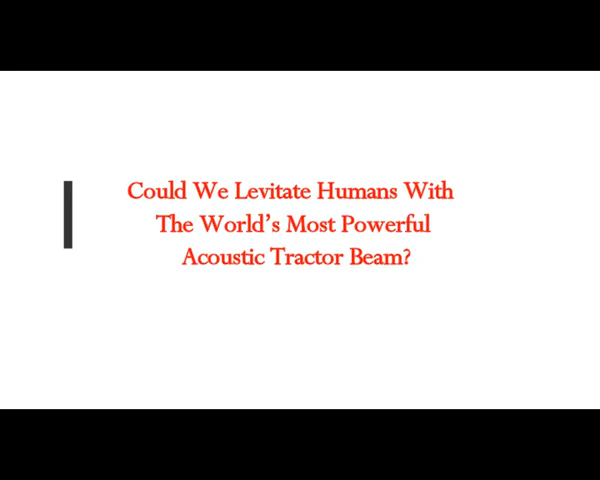 Could We Levitate Humans With
The World's Most Powerful
Acoustic Tractor Beam?